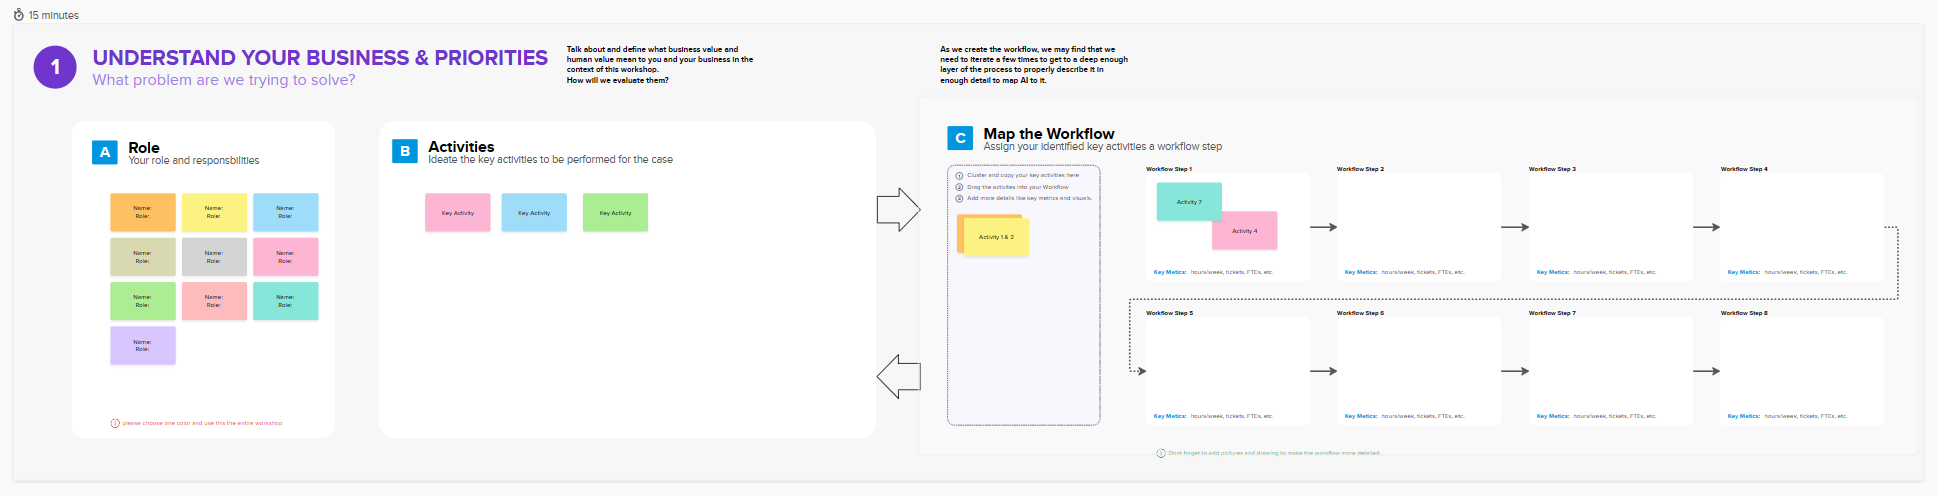 15 minutes
1
UNDERSTAND YOUR BUSINESS & PRIORITIES
What problem are we trying to solve?
Talk about and define what business value and
human value mean to you and your business in the
context of this workshop.
How will we evaluate them?
As we create the workflow, we may find that we
need to iterate a few times to get to a deep enough
layer of the process to properly describe it in
enough detail to map AI to it.
A
Role
Your role and responsbilities
Name:
Role:
Name:
Role:
Name:
Role:
Name:
Role:
Name:
Role:
Name:
Role:
Name:
Role:
Name:
Role:
Name:
Role:
Name:
Role:
please choose one color and use this the entire workshop
B
Activities
Ideate the key activities to be performed for the case
Key Activity
Key Activity
Key Activity
C
Map the Workflow
Assign your identified key activities a workflow step
1 Cluster and copy your key activities here
2 Drag the activites into your Workflow
3 Add more details like key metrics and visuals.
Activity 1 & 2
Workflow Step 1
Activity 7
Activity 4
Key Metics: hours/week, tickets, FTEs, etc.
Workflow Step 2
Key Metics: hours/week, tickets, FTEs, etc.
Workflow Step 3
Key Metics: hours/week, tickets, FTEs, etc.
Workflow Step 4
Key Metics: hours/week, tickets, FTEs, etc.
Workflow Step 5
Key Metics: hours/week, tickets, FTEs, etc.
Workflow Step 6
Key Metics: hours/week, tickets, FTEs, etc.
Workflow Step 7
Key Metics: hours/week, tickets, FTEs, etc.
Workflow Step 8
Key Metics: hours/week, tickets, FTEs, etc.
Dont forget to add pictures and drawing to make the workflow more detailed.